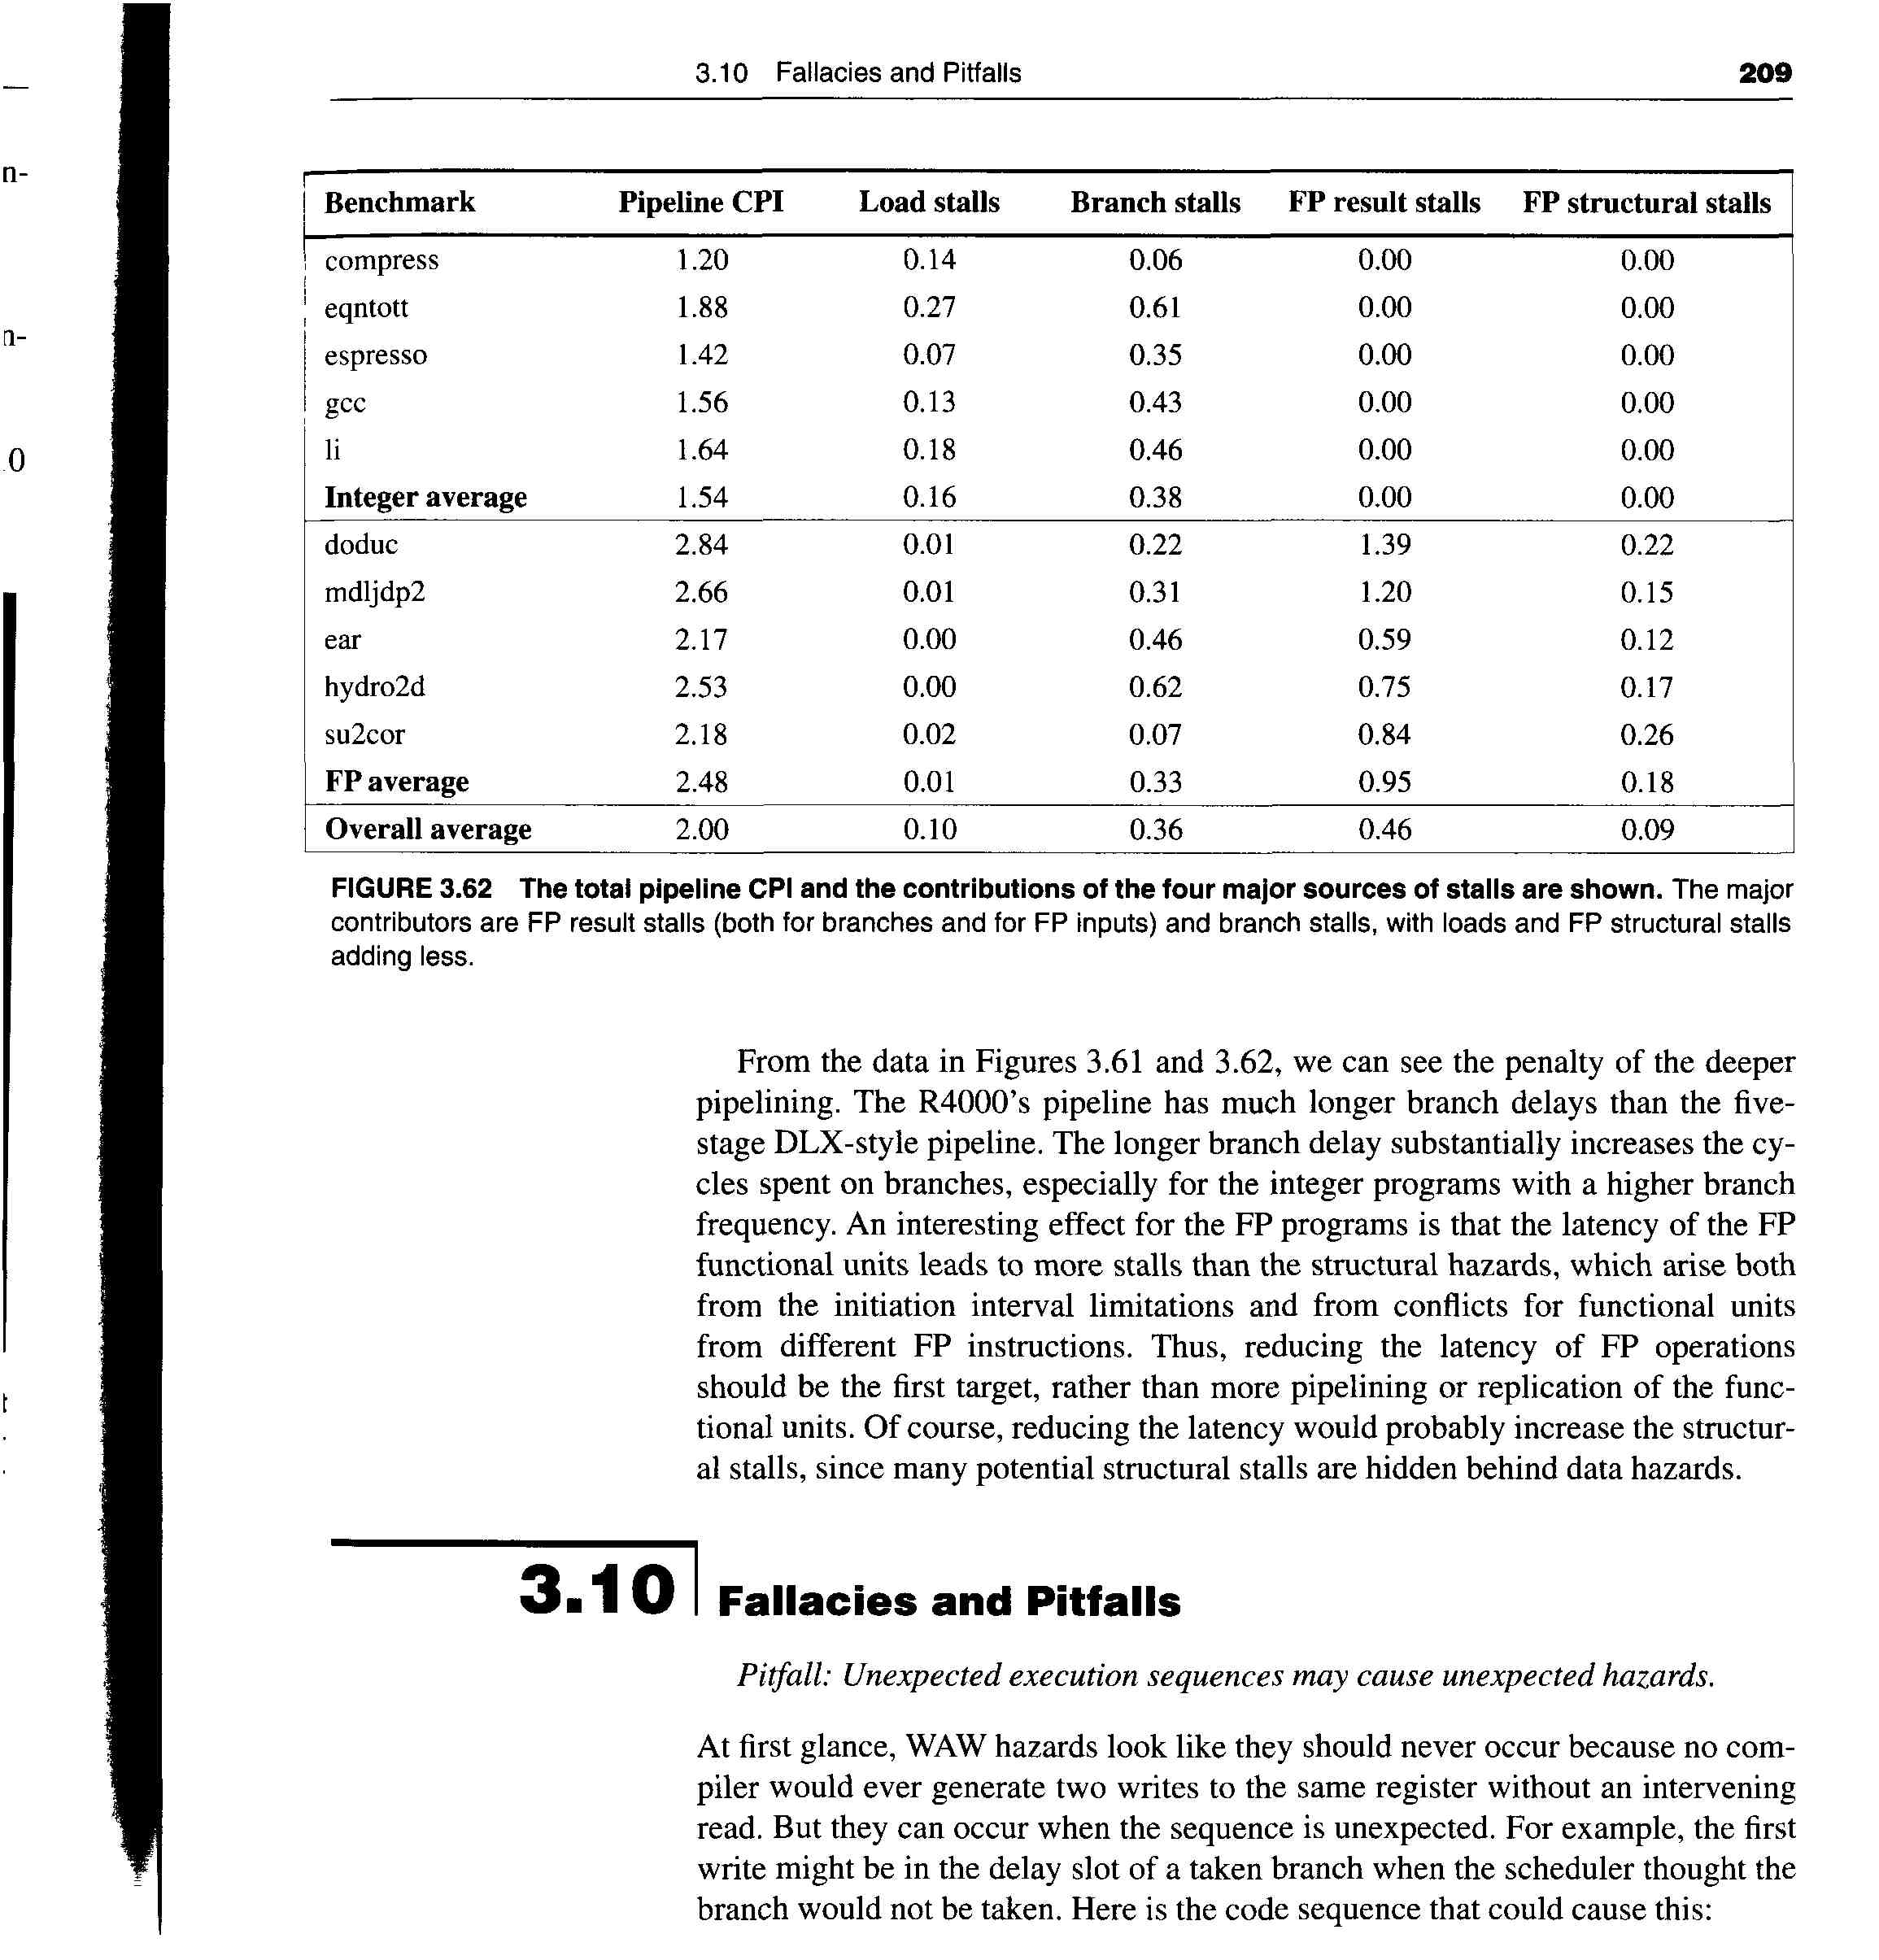 3.10 Fallacies and Pitfalls 209
Benchmark Pipeline CPI Load stalls Branch stalls FP result stalls FP structural stalls
compress 1.20 0.14 0.06 0.00 0.00
eqntott 1.88 0.27 0.61 0.00 0.00
espresso 1.42 0.07 0.35 0.00 0.00
gcc 1.56 0.13 0.43 0.00 0.00
li 1.64 0.18 0.46 0.00 0.00
Integer average 1.54 0.16 0.38 0.00 0.00
doduc 2.84 0.01 0.22 1.39 0.22
mdljdp2 2.66 0.01 0.31 1.20 0.15
ear 2.17 0.00 0.46 0.59 0.12
hydro2d 2.53 0.00 0.62 0.75 0.17
su2cor 2.18 0.02 0.07 0.84 0.26
FP average 2.48 0.01 0.33 0.95 0.18
Overall average 2.00 0.10 0.36 0.46 0.09
FIGURE 3.62 The total pipeline CPI and the contributions of the four major sources of stalls are shown. The major
contributors are FP result stalls (both for branches and for FP inputs) and branch stalls, with loads and FP structural stalls
adding less.
From the data in Figures 3.61 and 3.62, we can see the penalty of the deeper
pipelining. The R4000's pipeline has much longer branch delays than the five-
stage DLX-style pipeline. The longer branch delay substantially increases the cy-
cles spent on branches, especially for the integer programs with a higher branch
frequency. An interesting effect for the FP programs is that the latency of the FP
functional units leads to more stalls than the structural hazards, which arise both
from the initiation interval limitations and from conflicts for functional units
from different FP instructions. Thus, reducing the latency of FP operations
should be the first target, rather than more pipelining or replication of the func-
tional units. Of course, reducing the latency would probably increase the structur-
al stalls, since many potential structural stalls are hidden behind data hazards.
3.10 Fallacies and Pitfalls
Pitfall: Unexpected execution sequences may cause unexpected hazards.
At first glance, WAW hazards look like they should never occur because no com-
piler would ever generate two writes to the same register without an intervening
read. But they can occur when the sequence is unexpected. For example, the first
write might be in the delay slot of a taken branch when the scheduler thought the
branch would not be taken. Here is the code sequence that could cause this:
n-
n-
0
t